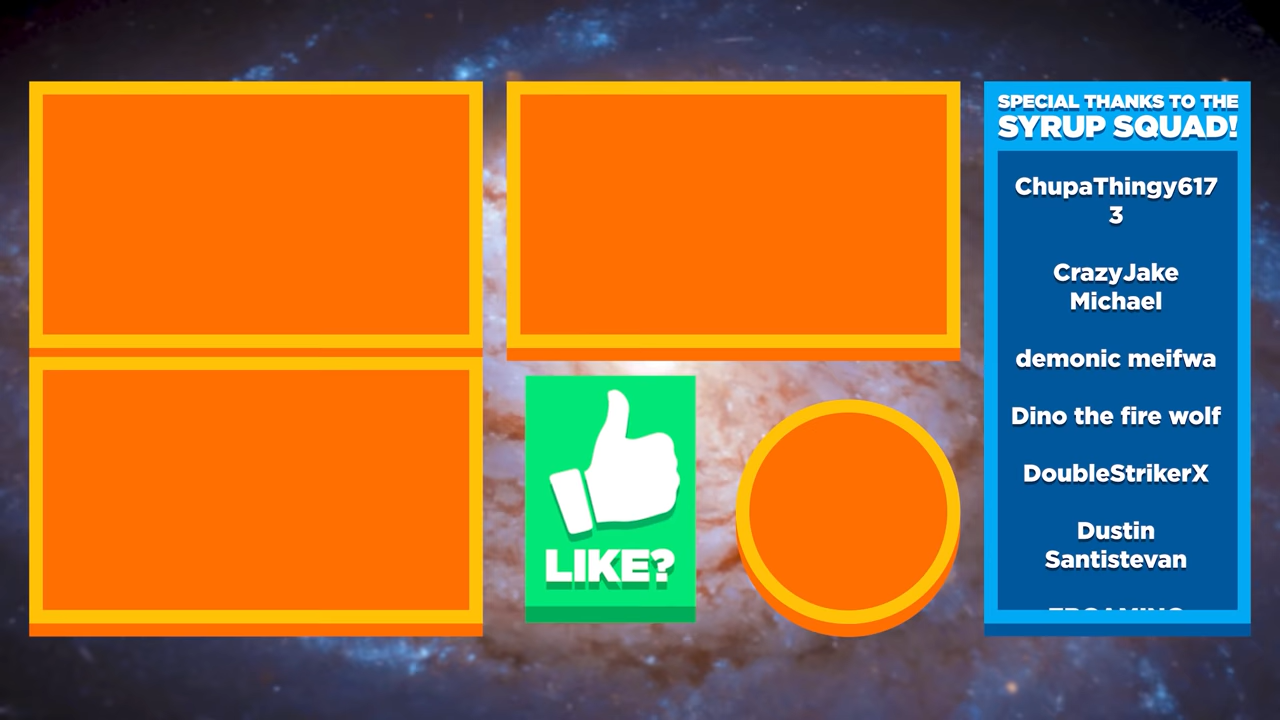 SPECIAL THANKS TO THE
SYRUP SQUAD!
ChupaThingy617
3
CrazyJake
Michael
demonic meifwa
Dino the fire wolf
DoubleStrikerX
Dustin
Santistevan
LIKE?